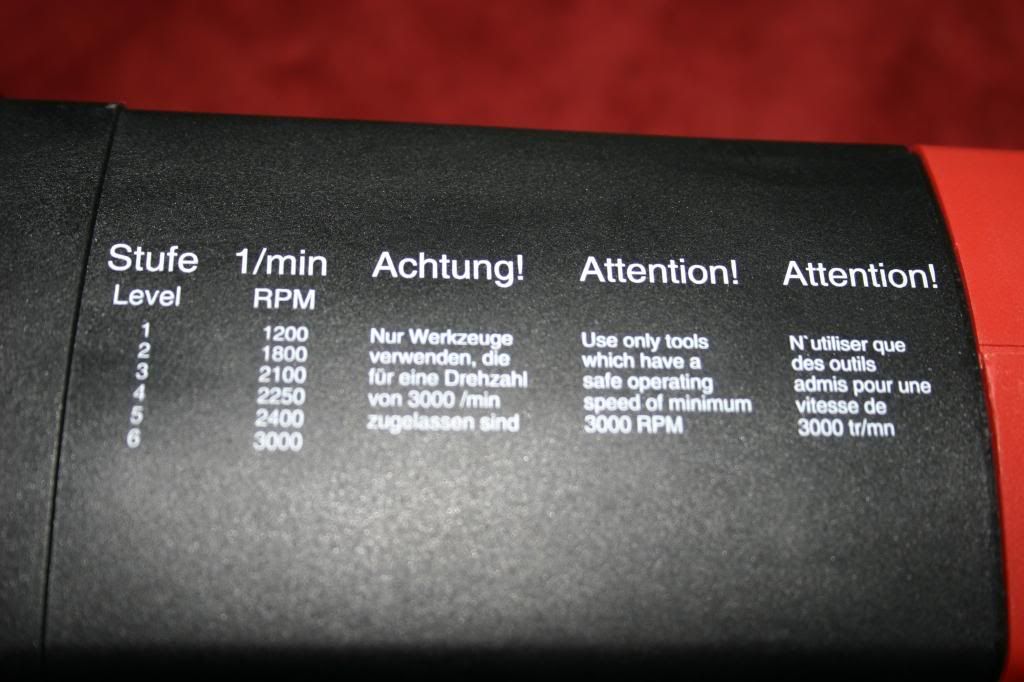 Stufe 1/min
Level RPM
1 1200
2 1800
3 2100
4 2250
5 2400
6 3000
Achtung!
Nur Werkzeuge
verwenden, die
für eine Drehzahl
von 3000 /min
zugelassen sind
Attention!
Use only tools
which have a
safe operating
speed of minimum
3000 RPM
Attention!
N`utiliser que
des outils
admis pour une
vitesse de
3000 tr/mn